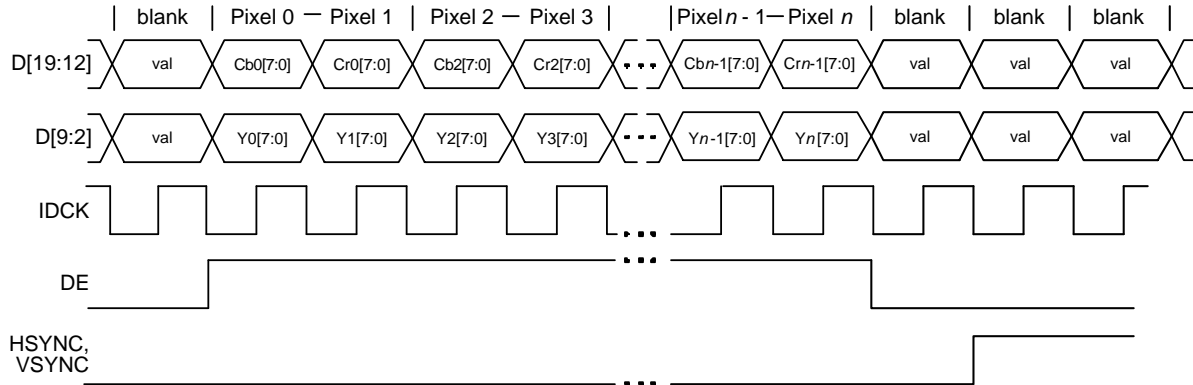 | blank | Pixel 0 — Pixel 1 | Pixel 2 — Pixel 3 | |Pixel n - 1—Pixel n | blank | blank | blank |
D[19:12] val Cb0[7:0] Cr0[7:0] Cb2[7:0] Cr2[7:0] ▪ ▪ ▪ Cbn-1[7:0] Crn-1[7:0] val val val
D[9:2] val Y0[7:0] Y1[7:0] Y2[7:0] Y3[7:0] ▪ ▪ ▪ Yn-1[7:0] Yn[7:0] val val val
IDCK
DE
HSYNC,
VSYNC